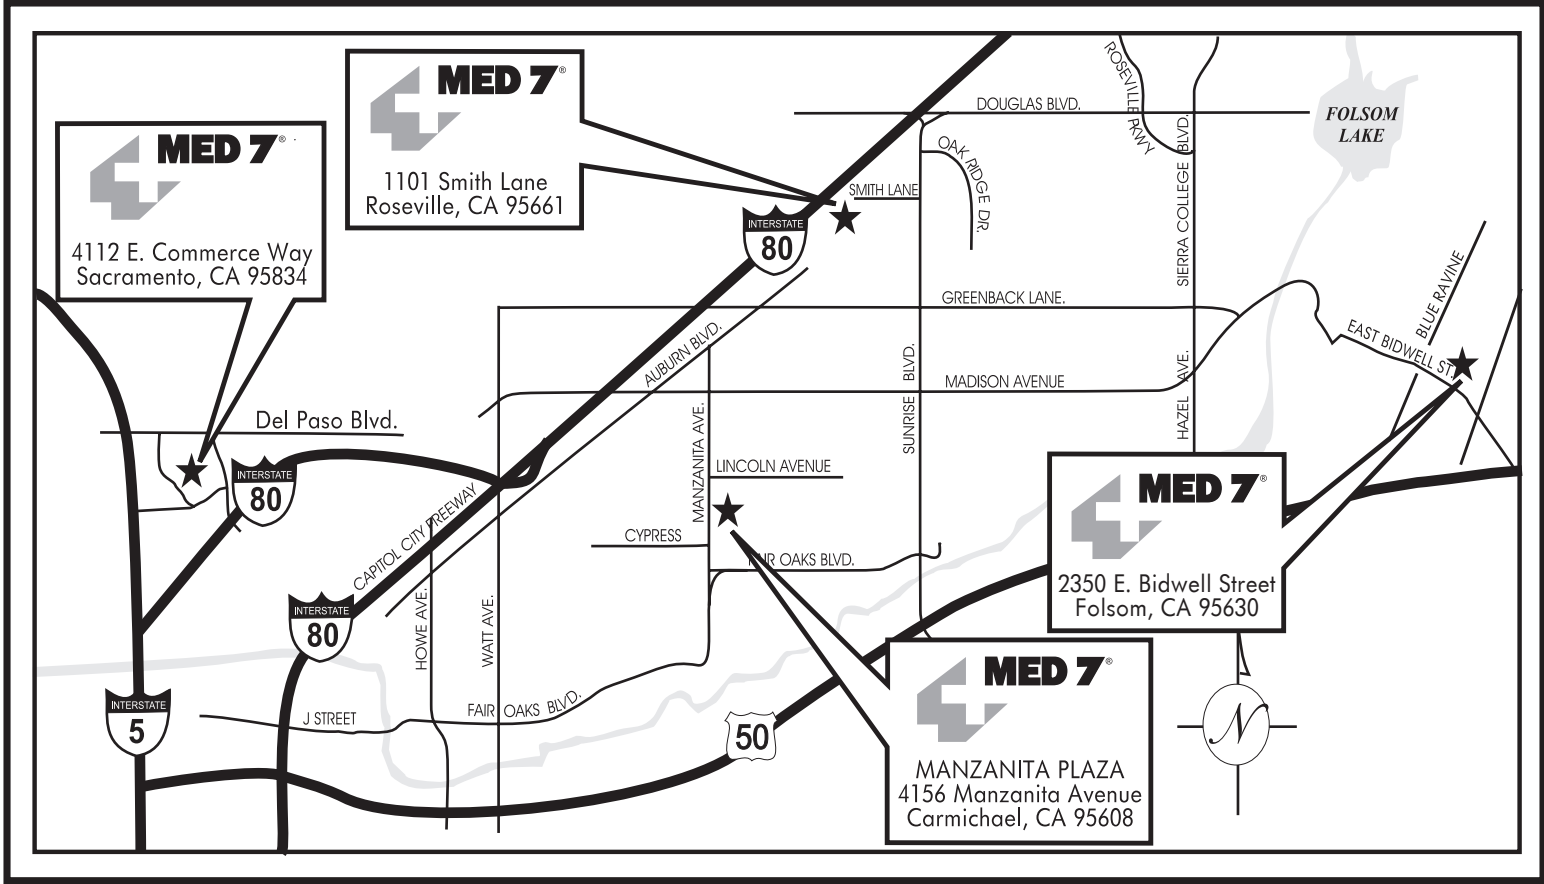 MED 7®
1101 Smith Lane
Roseville, CA 95661
MED 7®
4112 E. Commerce Way
Sacramento, CA 95834
DOUGLAS BLVD.
ROSEVILLE PKWY
FOLSOM
LAKE
OAK RIDGE DR.
SMITH LANE
SIERRA COLLEGE BLVD.
INTERSTATE
80
GREENBACK LANE.
BLUE RAVINE
EAST BIDWELL ST.
AUBURN BLVD.
MADISON AVENUE
SUNRISE BLVD.
HAZEL AVE.
MANZANITA AVE.
Del Paso Blvd.
LINCOLN AVENUE
INTERSTATE
80
CAPITOL CITY FREEWAY
CYPRESS
FAIR OAKS BLVD.
MED 7®
2350 E. Bidwell Street
Folsom, CA 95630
INTERSTATE
80
HOWE AVE.
WATT AVE.
INTERSTATE
5
J STREET
FAIR OAKS BLVD.
50
MED 7®
MANZANITA PLAZA
4156 Manzanita Avenue
Carmichael, CA 95608
N